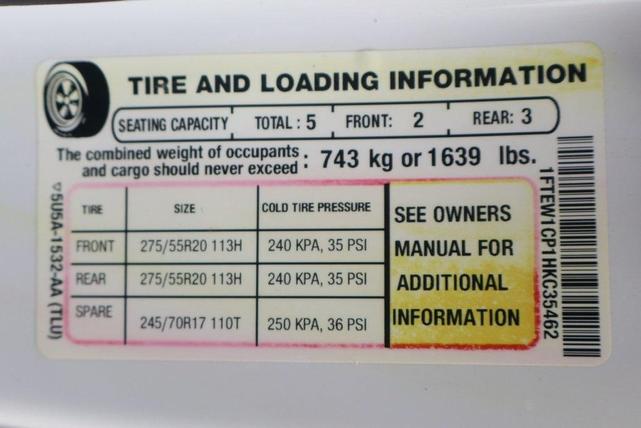 TIRE AND LOADING INFORMATION
SEATING CAPACITY TOTAL : 5 FRONT: 2 REAR: 3
The combined weight of occupants
and cargo should never exceed : 743 kg or 1639 lbs.
TIRE SIZE COLD TIRE PRESSURE
FRONT 275/55R20 113H 240 KPA, 35 PSI
REAR 275/55R20 113H 240 KPA, 35 PSI
SPARE 245/70R17 110T 250 KPA, 36 PSI
SEE OWNERS
MANUAL FOR
ADDITIONAL
INFORMATION
▽5U5A-1532-AA (TLU)
1FTEW1CP1HKC35462